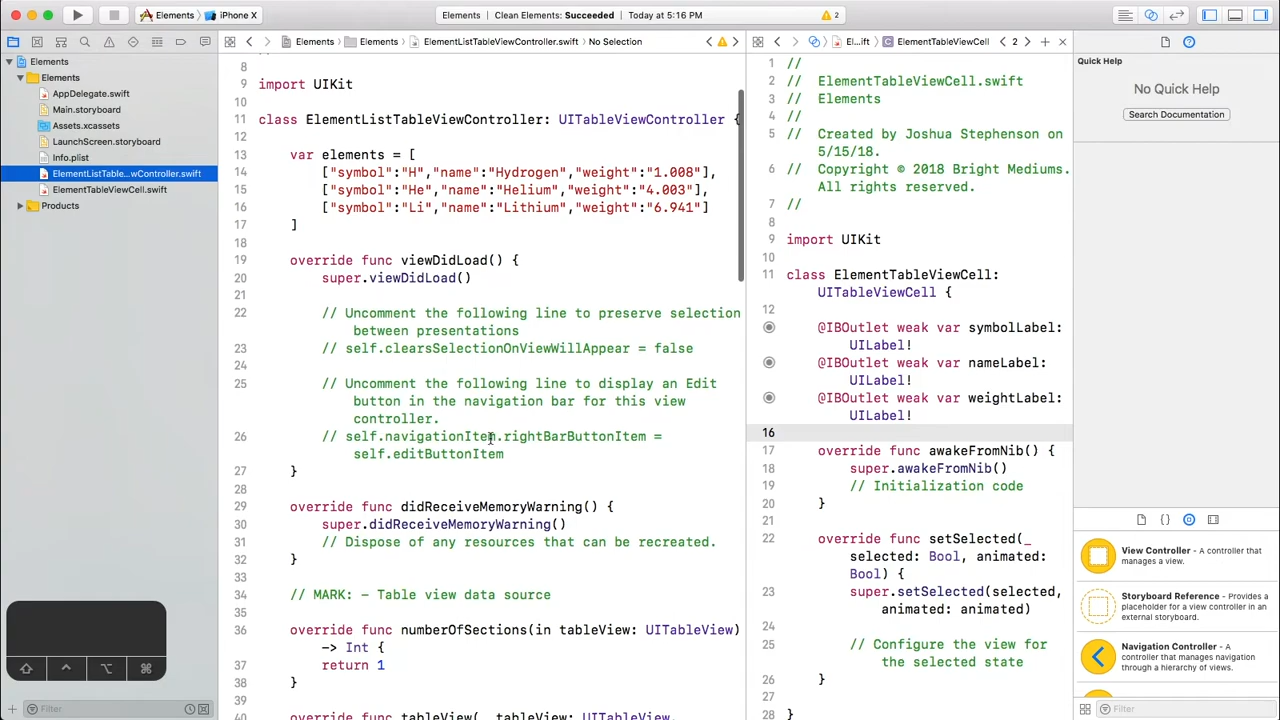 Elements
iPhone X
Elements | Clean Elements: Succeeded | Today at 5:16 PM
2
Elements
Elements
AppDelegate.swift
Main.storyboard
Assets.xcassets
LaunchScreen.storyboard
Info.plist
ElementListTable...wController.swift
ElementTableViewCell.swift
Products
Filter
Elements
Elements
ElementListTableViewController.swift
No Selection
8
9 import UIKit
10
11 class ElementListTableViewController: UITableViewController {
12
13 var elements = [
14 ["symbol":"H","name":"Hydrogen","weight":"1.008"],
15 ["symbol":"He","name":"Helium","weight":"4.003"],
16 ["symbol":"Li","name":"Lithium","weight":"6.941"]
17 ]
18
19 override func viewDidLoad() {
20 super.viewDidLoad()
21
22 // Uncomment the following line to preserve selection
between presentations
23 // self.clearsSelectionOnViewWillAppear = false
24
25 // Uncomment the following line to display an Edit
button in the navigation bar for this view
controller.
26 // self.navigationItem.rightBarButtonItem =
self.editButtonItem
27 }
28
29 override func didReceiveMemoryWarning() {
30 super.didReceiveMemoryWarning()
31 // Dispose of any resources that can be recreated.
32 }
33
34 // MARK: - Table view data source
35
36 override func numberOfSections(in tableView: UITableView)
-> Int {
37 return 1
38 }
39
40 override func tableView(_ tableView: UITableView,
El...ift
C ElementTableViewCell
2
1 //
2 // ElementTableViewCell.swift
3 // Elements
4 //
5 // Created by Joshua Stephenson on
5/15/18.
6 // Copyright © 2018 Bright Mediums.
All rights reserved.
7 //
8
9 import UIKit
10
11 class ElementTableViewCell:
UITableViewCell {
12
@IBOutlet weak var symbolLabel:
UILabel!
@IBOutlet weak var nameLabel:
UILabel!
@IBOutlet weak var weightLabel:
UILabel!
16
17 override func awakeFromNib() {
18 super.awakeFromNib()
19 // Initialization code
20 }
21
22 override func setSelected(_
selected: Bool, animated:
Bool) {
23 super.setSelected(selected,
animated: animated)
24
25 // Configure the view for
the selected state
26 }
27
28 }
Quick Help
No Quick Help
Search Documentation
View Controller - A controller that
manages a view.
Storyboard Reference - Provides a
placeholder for a view controller in an
external storyboard.
Navigation Controller - A
controller that manages navigation
through a hierarchy of views.
Filter